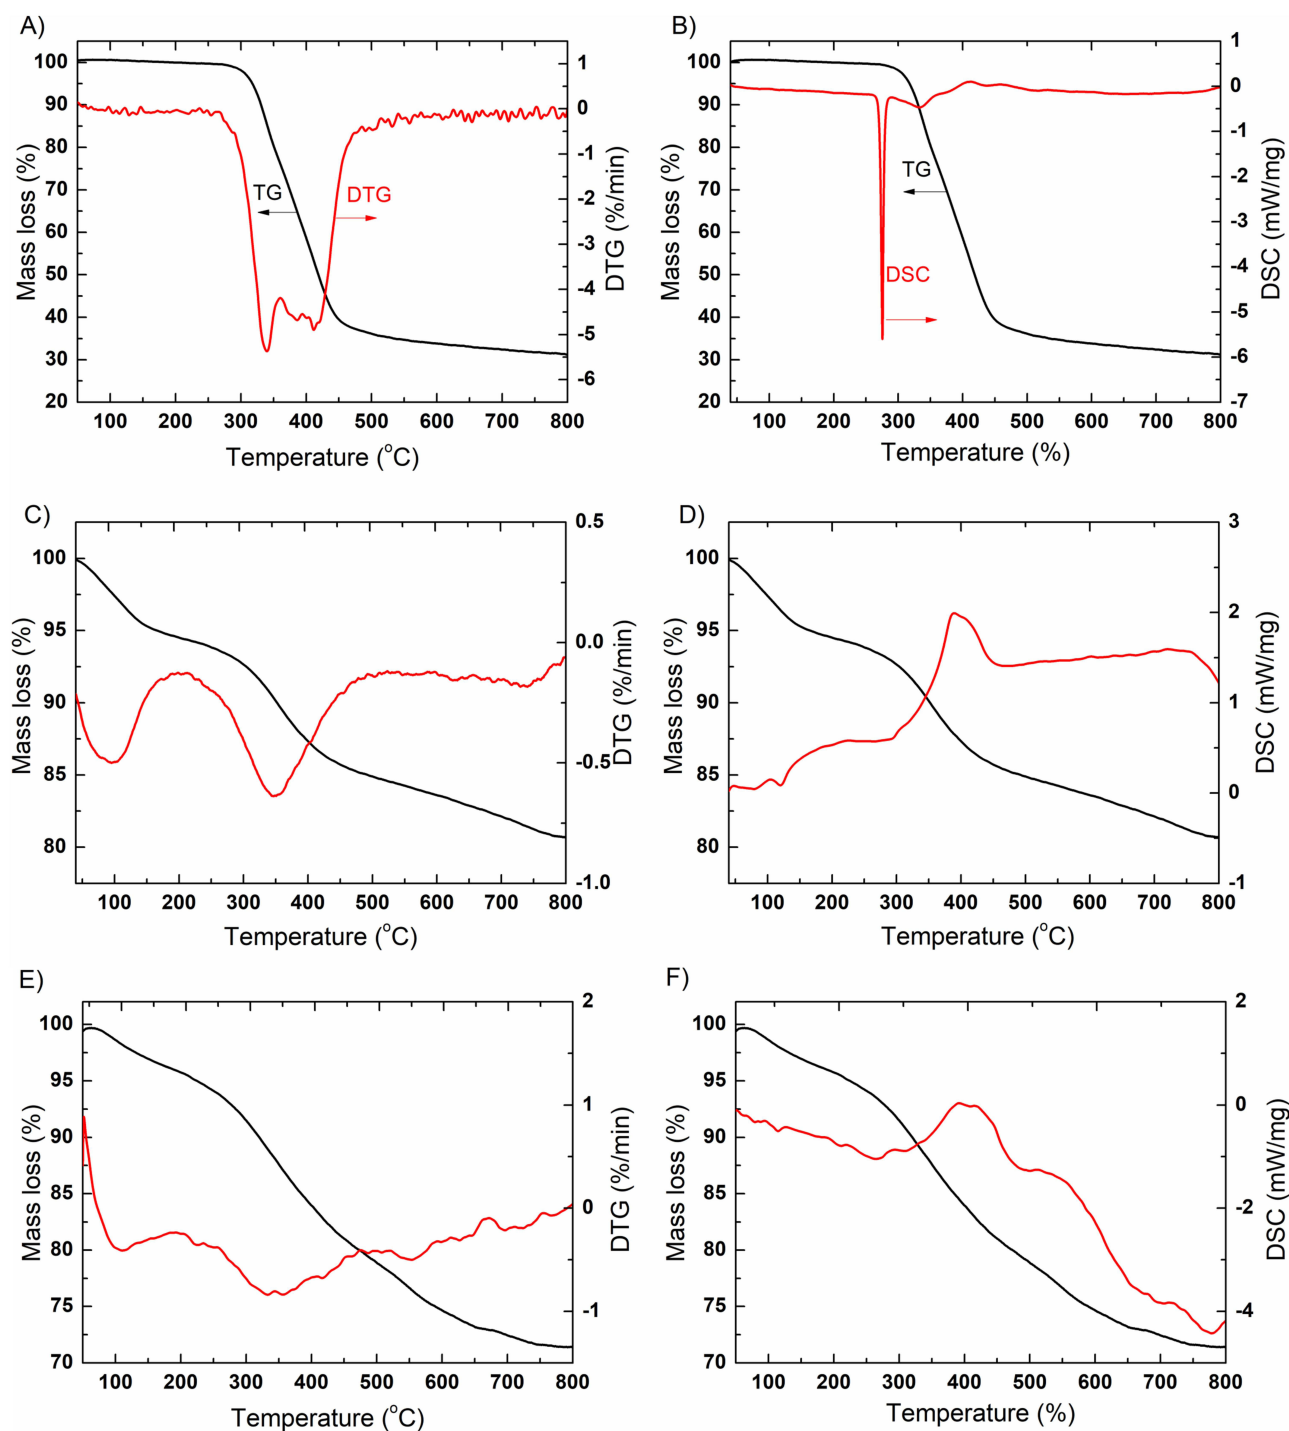 A)
100
90
80
70
60
50
40
30
20
Mass loss (%)
TG
DTG
1
0
-1
-2
-3
-4
-5
-6
DTG (%/min)
100 200 300 400 500 600 700 800
Temperature (°C)
B)
100
90
80
70
60
50
40
30
20
Mass loss (%)
TG
DSC
1
0
-1
-2
-3
-4
-5
-6
-7
DSC (mW/mg)
100 200 300 400 500 600 700 800
Temperature (%)
C)
100
95
90
85
80
Mass loss (%)
0.5
0.0
-0.5
-1.0
DTG (%/min)
100 200 300 400 500 600 700 800
Temperature (°C)
D)
100
95
90
85
80
Mass loss (%)
3
2
1
0
-1
DSC (mW/mg)
100 200 300 400 500 600 700 800
Temperature (°C)
E)
100
95
90
85
80
75
70
Mass loss (%)
2
1
0
-1
DTG (%/min)
100 200 300 400 500 600 700 800
Temperature (°C)
F)
100
95
90
85
80
75
70
Mass loss (%)
2
0
-2
-4
DSC (mW/mg)
100 200 300 400 500 600 700 800
Temperature (%)